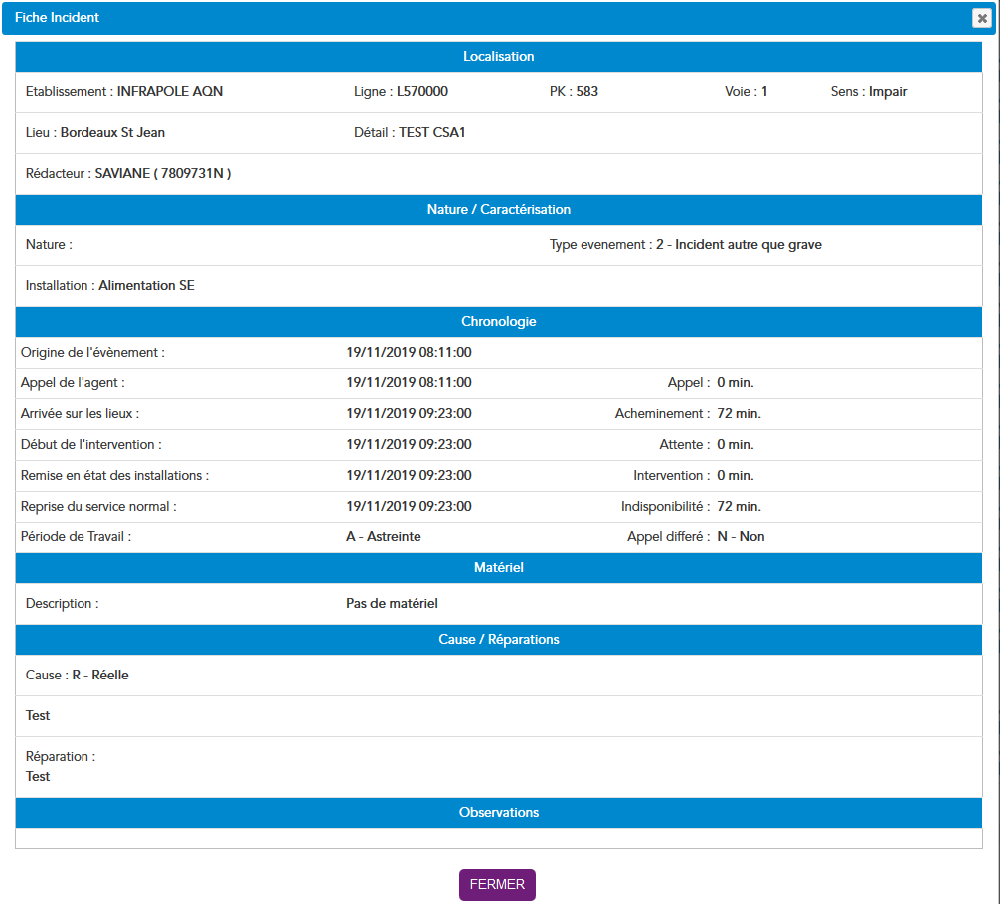 Fiche Incident
Localisation
Etablissement : INFRAPOLE AQN Ligne : L570000 PK : 583 Voie : 1 Sens : Impair
Lieu : Bordeaux St Jean Détail : TEST CSA1
Rédacteur : SAVIANE ( 7809731N )
Nature / Caractérisation
Nature : Type evenement : 2 - Incident autre que grave
Installation : Alimentation SE
Chronologie
Origine de l'évènement : 19/11/2019 08:11:00
Appel de l'agent : 19/11/2019 08:11:00 Appel : 0 min.
Arrivée sur les lieux : 19/11/2019 09:23:00 Acheminement : 72 min.
Début de l'intervention : 19/11/2019 09:23:00 Attente : 0 min.
Remise en état des installations : 19/11/2019 09:23:00 Intervention : 0 min.
Reprise du service normal : 19/11/2019 09:23:00 Indisponibilité : 72 min.
Période de Travail : A - Astreinte Appel différé : N - Non
Matériel
Description : Pas de matériel
Cause / Réparations
Cause : R - Réelle
Test
Réparation :
Test
Observations
FERMER